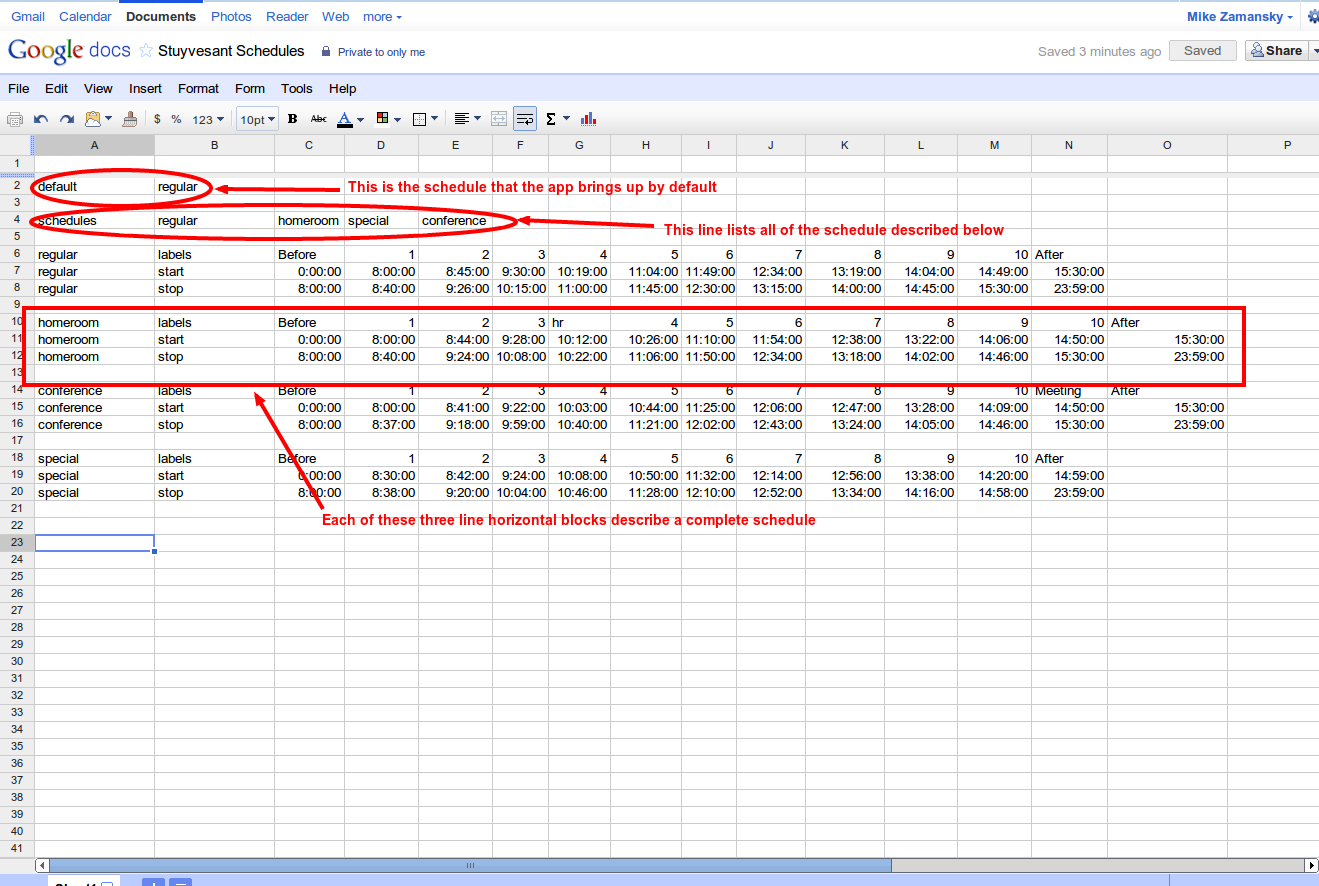 Gmail Calendar Documents Photos Reader Web more Mike Zamansky
Google docs Stuyvesant Schedules Private to only me Saved 3 minutes ago Saved Share
File Edit View Insert Format Form Tools Help
$ % 123 10pt B Abc A Σ
A B C D E F G H I J K L M N O P
1
2 default regular This is the schedule that the app brings up by default
3
4 schedules regular homeroom special conference
This line lists all of the schedule described below
5
6 regular labels Before 1 2 3 4 5 6 7 8 9 10 After
7 regular start 0:00:00 8:00:00 8:45:00 9:30:00 10:19:00 11:04:00 11:49:00 12:34:00 13:19:00 14:04:00 14:49:00 15:30:00
8 regular stop 8:00:00 8:40:00 9:26:00 10:15:00 11:00:00 11:45:00 12:30:00 13:15:00 14:00:00 14:45:00 15:30:00 23:59:00
9
10 homeroom labels Before 1 2 3 hr 4 5 6 7 8 9 10 After
11 homeroom start 0:00:00 8:00:00 8:44:00 9:28:00 10:12:00 10:26:00 11:10:00 11:54:00 12:38:00 13:22:00 14:06:00 14:50:00 15:30:00
12 homeroom stop 8:00:00 8:40:00 9:24:00 10:08:00 10:22:00 11:06:00 11:50:00 12:34:00 13:18:00 14:02:00 14:46:00 15:30:00 23:59:00
13
14 conference labels Before 1 2 3 4 5 6 7 8 9 10 Meeting After
15 conference start 0:00:00 8:00:00 8:41:00 9:22:00 10:03:00 10:44:00 11:25:00 12:06:00 12:47:00 13:28:00 14:09:00 14:50:00 15:30:00
16 conference stop 8:00:00 8:37:00 9:18:00 9:59:00 10:40:00 11:21:00 12:02:00 12:43:00 13:24:00 14:05:00 14:46:00 15:30:00 23:59:00
17
18 special labels Before 1 2 3 4 5 6 7 8 9 10 After
19 special start 0:00:00 8:30:00 8:42:00 9:24:00 10:08:00 10:50:00 11:32:00 12:14:00 12:56:00 13:38:00 14:20:00 14:59:00
20 special stop 8:00:00 8:38:00 9:20:00 10:04:00 10:46:00 11:28:00 12:10:00 12:52:00 13:34:00 14:16:00 14:58:00 23:59:00
21
22 Each of these three line horizontal blocks describe a complete schedule
23
24
25
26
27
28
29
30
31
32
33
34
35
36
37
38
39
40
41